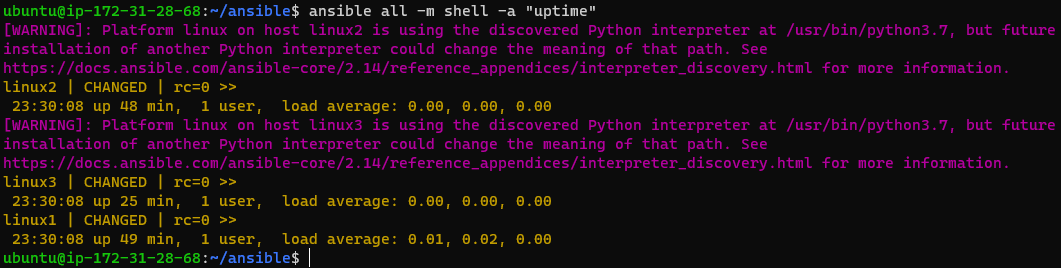 ubuntu@ip-172-31-28-68:~/ansible$ ansible all -m shell -a "uptime"
[WARNING]: Platform linux on host linux2 is using the discovered Python interpreter at /usr/bin/python3.7, but future
installation of another Python interpreter could change the meaning of that path. See
https://docs.ansible.com/ansible-core/2.14/reference_appendices/interpreter_discovery.html for more information.
linux2 | CHANGED | rc=0 >>
 23:30:08 up 48 min,  1 user,  load average: 0.00, 0.00, 0.00
[WARNING]: Platform linux on host linux3 is using the discovered Python interpreter at /usr/bin/python3.7, but future
installation of another Python interpreter could change the meaning of that path. See
https://docs.ansible.com/ansible-core/2.14/reference_appendices/interpreter_discovery.html for more information.
linux3 | CHANGED | rc=0 >>
 23:30:08 up 25 min,  1 user,  load average: 0.00, 0.00, 0.00
linux1 | CHANGED | rc=0 >>
 23:30:08 up 49 min,  1 user,  load average: 0.01, 0.02, 0.00
ubuntu@ip-172-31-28-68:~/ansible$